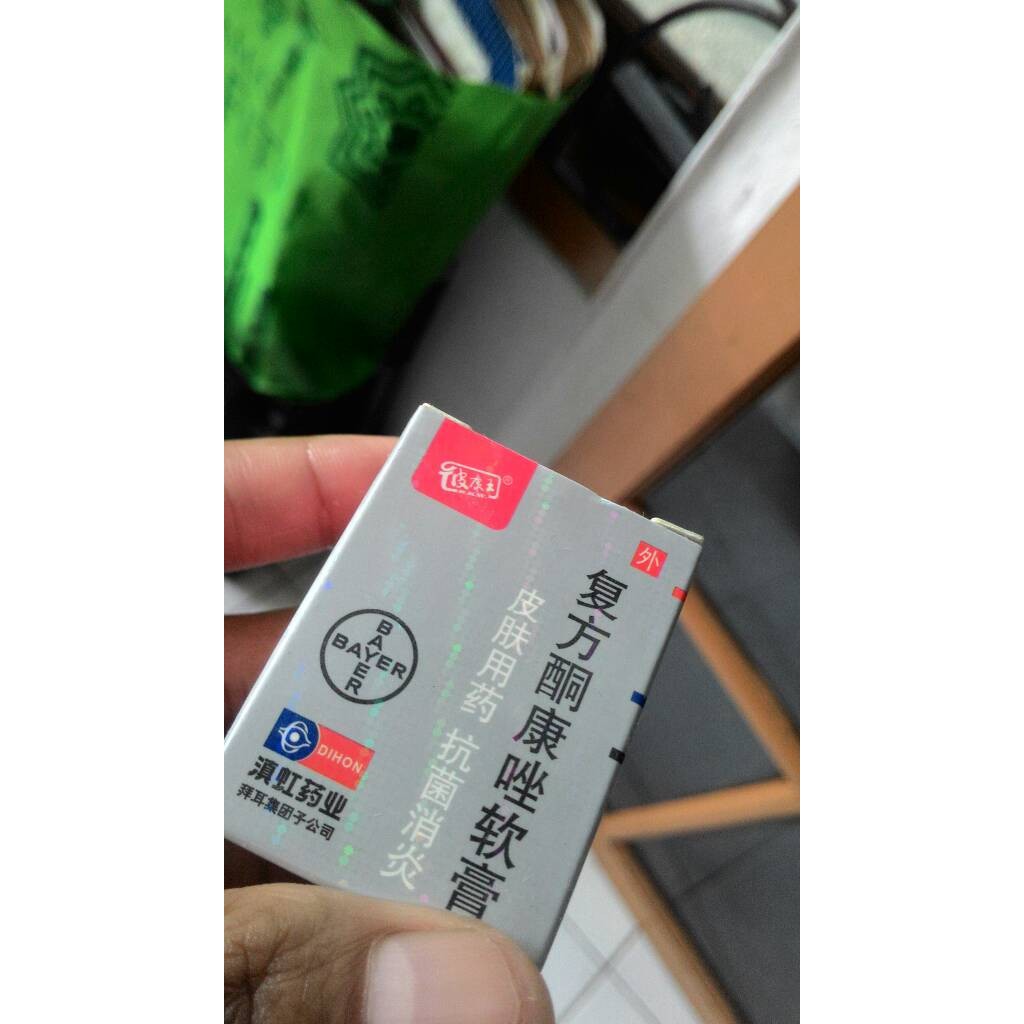 皮康王®
外
复方酮康唑软膏
皮肤用药 抗菌消炎
BAYER
BAYER
DIHON
滇虹药业
拜耳集团子公司